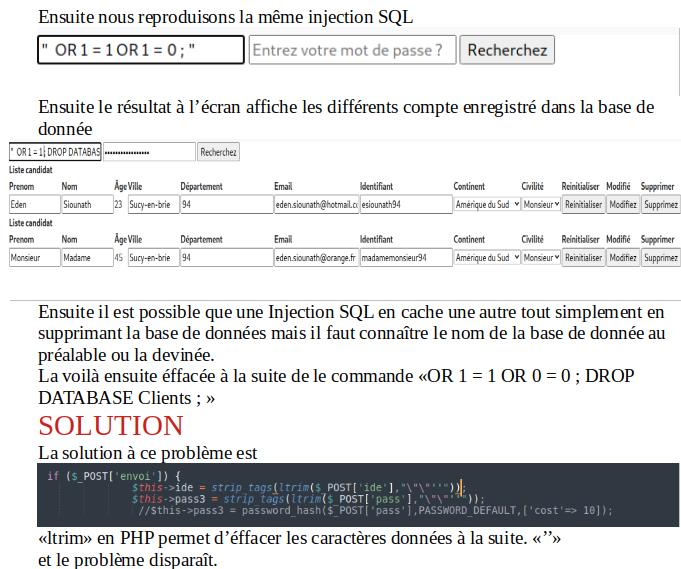 Ensuite nous reproduisons la même injection SQL
" OR 1 = 1 OR 1 = 0 ; " Entrez votre mot de passe ? Recherchez
Ensuite le résultat à l'écran affiche les différents compte enregistré dans la base de
donnée
" OR 1 = 1; DROP DATABAS ••••••••••••••••• Recherchez
Liste candidat
Prenom Nom Âge Ville Département Email Identifiant Continent Civilité Reinitialiser Modifié Supprimer
Eden Siounath 23 Sucy-en-brie 94 eden.siounath@hotmail.cc esiounath94 Amérique du Sud Monsieur Reinitialiser Modifiez Supprimez
Liste candidat
Prenom Nom Âge Ville Département Email Identifiant Continent Civilité Reinitialiser Modifié Supprimer
Monsieur Madame 45 Sucy-en-brie 94 eden.siounath@orange.fr madamemonsieur94 Amérique du Sud Monsieur Reinitialiser Modifiez Supprimez
Ensuite il est possible que une Injection SQL en cache une autre tout simplement en
supprimant la base de données mais il faut connaître le nom de la base de donnée au
préalable ou la devinée.
La voilà ensuite éffacée à la suite de le commande «OR 1 = 1 OR 0 = 0 ; DROP
DATABASE Clients ; »
SOLUTION
La solution à ce problème est
if ($_POST['envoi']) {
$this->ide = strip_tags(ltrim($_POST['ide'],"\"\"''"));
$this->pass3 = strip_tags(ltrim($_POST['pass'],"\"\"''"));
//$this->pass3 = password_hash($_POST['pass'],PASSWORD_DEFAULT,['cost'=> 10]);
«ltrim» en PHP permet d'éffacer les caractères données à la suite. «’’»
et le problème disparaît.